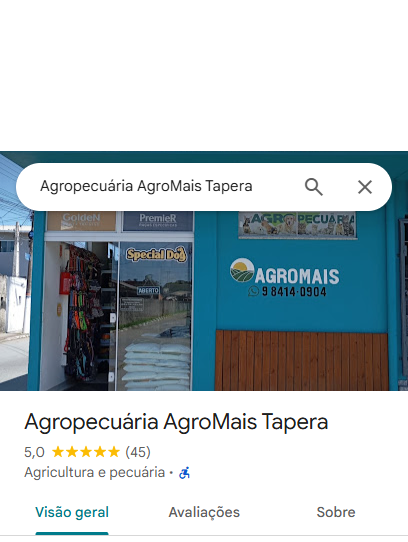 Agropecuária AgroMais Tapera
GoldeN
PremieR
AGROPECUÁRIA
Special Dog
AGROMAIS
ABERTO
9 8414-0904
Agropecuária AgroMais Tapera
5,0 ★★★★★ (45)
Agricultura e pecuária ·
Visão geral
Avaliações
Sobre